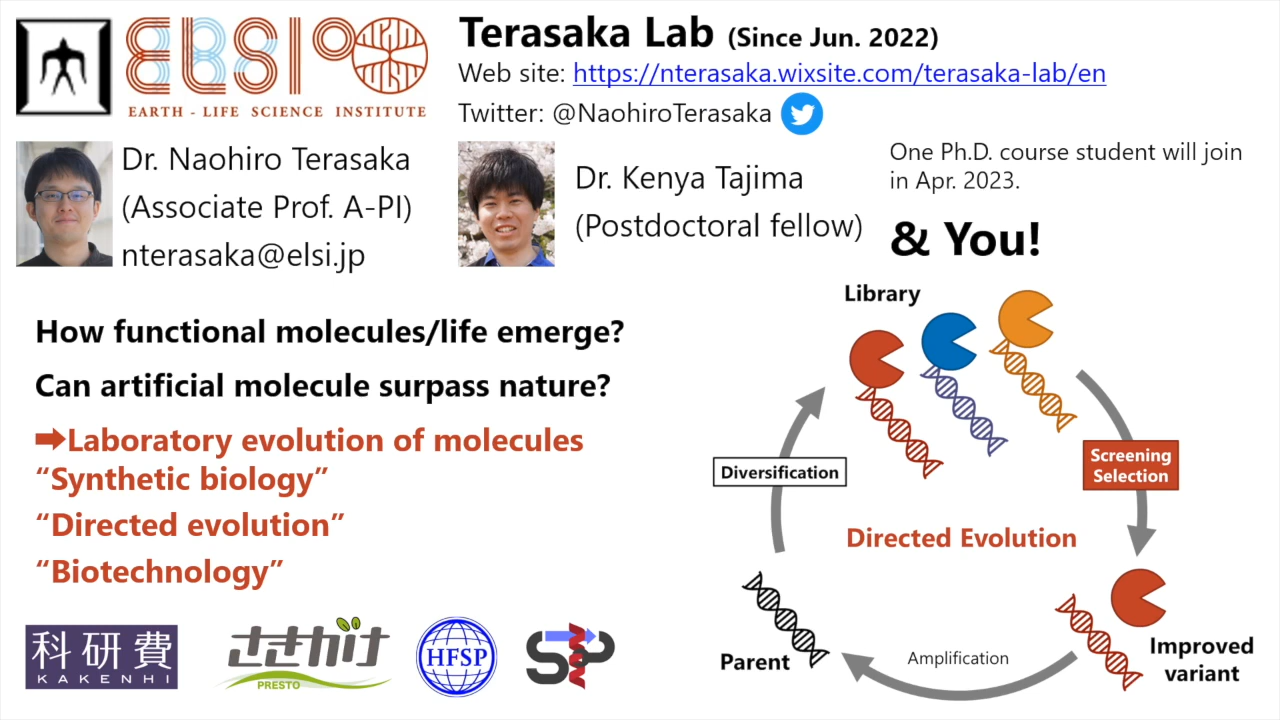 ELSI
EARTH - LIFE SCIENCE INSTITUTE
Terasaka Lab (Since Jun. 2022)
Web site: https://nterasaka.wixsite.com/terasaka-lab/en
Twitter: @NaohiroTerasaka
Dr. Naohiro Terasaka
(Associate Prof. A-PI)
nterasaka@elsi.jp
Dr. Kenya Tajima
(Postdoctoral fellow)
One Ph.D. course student will join
in Apr. 2023.
& You!
How functional molecules/life emerge?
Can artificial molecule surpass nature?
➡Laboratory evolution of molecules
“Synthetic biology”
“Directed evolution”
“Biotechnology”
Library
Diversification
Screening
Selection
Directed Evolution
Parent
Amplification
Improved
variant
科研費
KAKENHI
さきがけ
PRESTO
HFSP